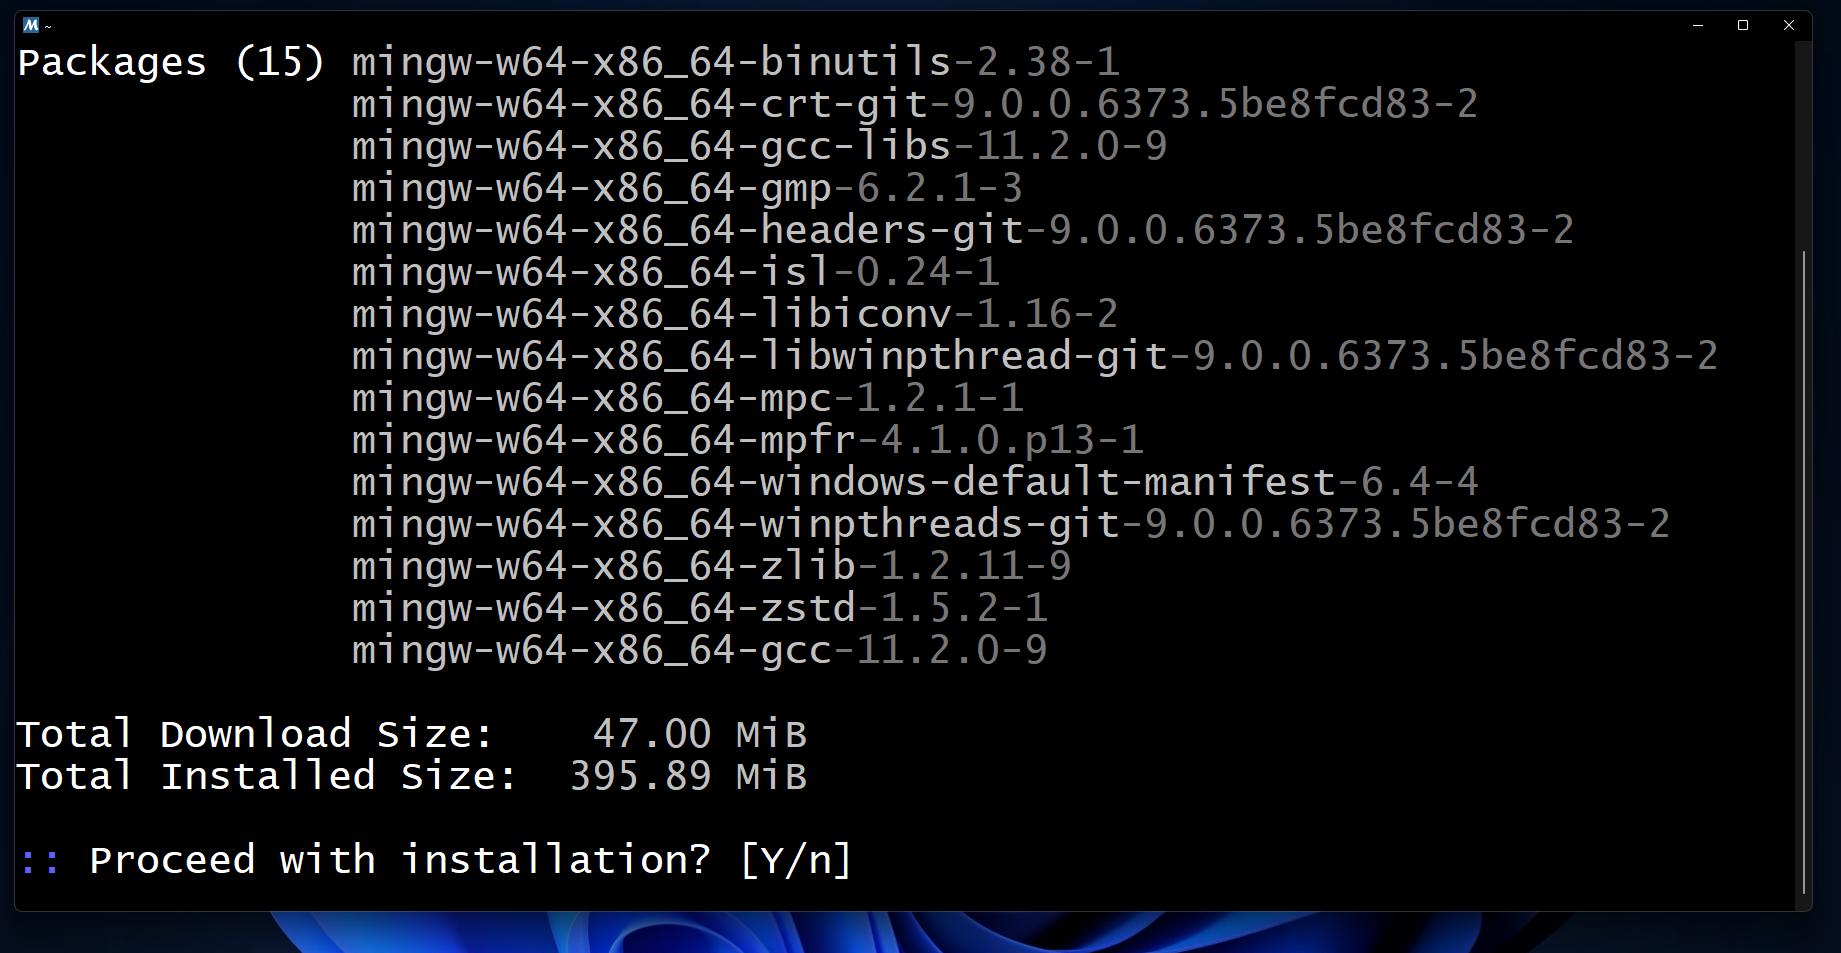 ~
Packages (15) mingw-w64-x86_64-binutils-2.38-1
mingw-w64-x86_64-crt-git-9.0.0.6373.5be8fcd83-2
mingw-w64-x86_64-gcc-libs-11.2.0-9
mingw-w64-x86_64-gmp-6.2.1-3
mingw-w64-x86_64-headers-git-9.0.0.6373.5be8fcd83-2
mingw-w64-x86_64-isl-0.24-1
mingw-w64-x86_64-libiconv-1.16-2
mingw-w64-x86_64-libwinpthread-git-9.0.0.6373.5be8fcd83-2
mingw-w64-x86_64-mpc-1.2.1-1
mingw-w64-x86_64-mpfr-4.1.0.p13-1
mingw-w64-x86_64-windows-default-manifest-6.4-4
mingw-w64-x86_64-winpthreads-git-9.0.0.6373.5be8fcd83-2
mingw-w64-x86_64-zlib-1.2.11-9
mingw-w64-x86_64-zstd-1.5.2-1
mingw-w64-x86_64-gcc-11.2.0-9
Total Download Size: 47.00 MiB
Total Installed Size: 395.89 MiB
:: Proceed with installation? [Y/n]